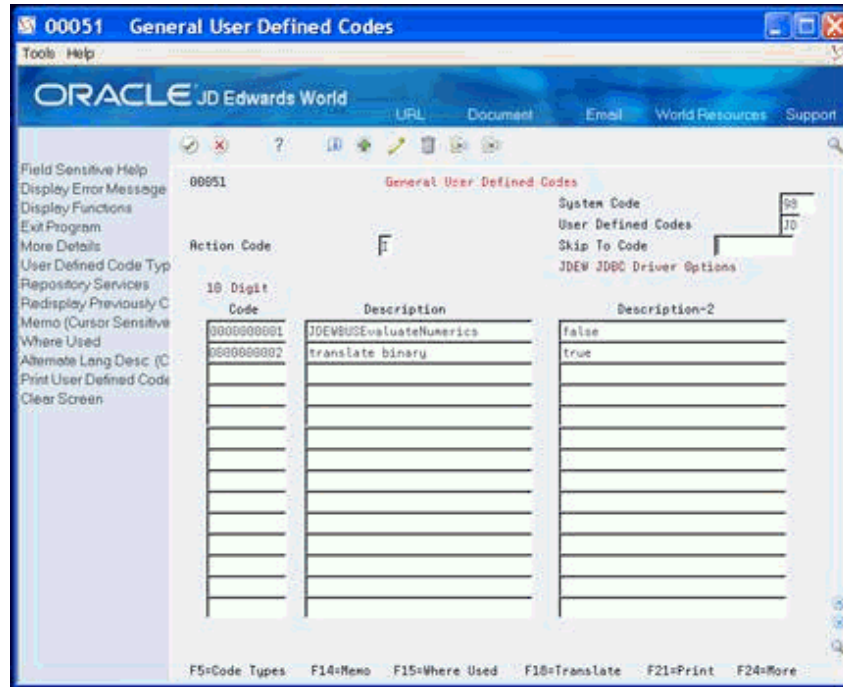 00051 General User Defined Codes
Tools Help
ORACLE JD Edwards World
URL Document Email World Resources Support
?
Field Sensitive Help
Display Error Message
Display Functions
Exit Program
More Details
User Defined Code Typ
Repository Services
Redisplay Previously C
Memo (Cursor Sensitive
Where Used
Alternate Lang Desc (C
Print User Defined Code
Clear Screen
00051 General User Defined Codes
System Code 98
User Defined Codes JD
Action Code I Skip To Code
JDEW JDBC Driver Options
10 Digit
Code Description Description-2
0000000001 JDEWBUSEvaluateNumerics false
0000000002 translate binary true
F5=Code Types F14=Memo F15=Where Used F18=Translate F21=Print F24=More